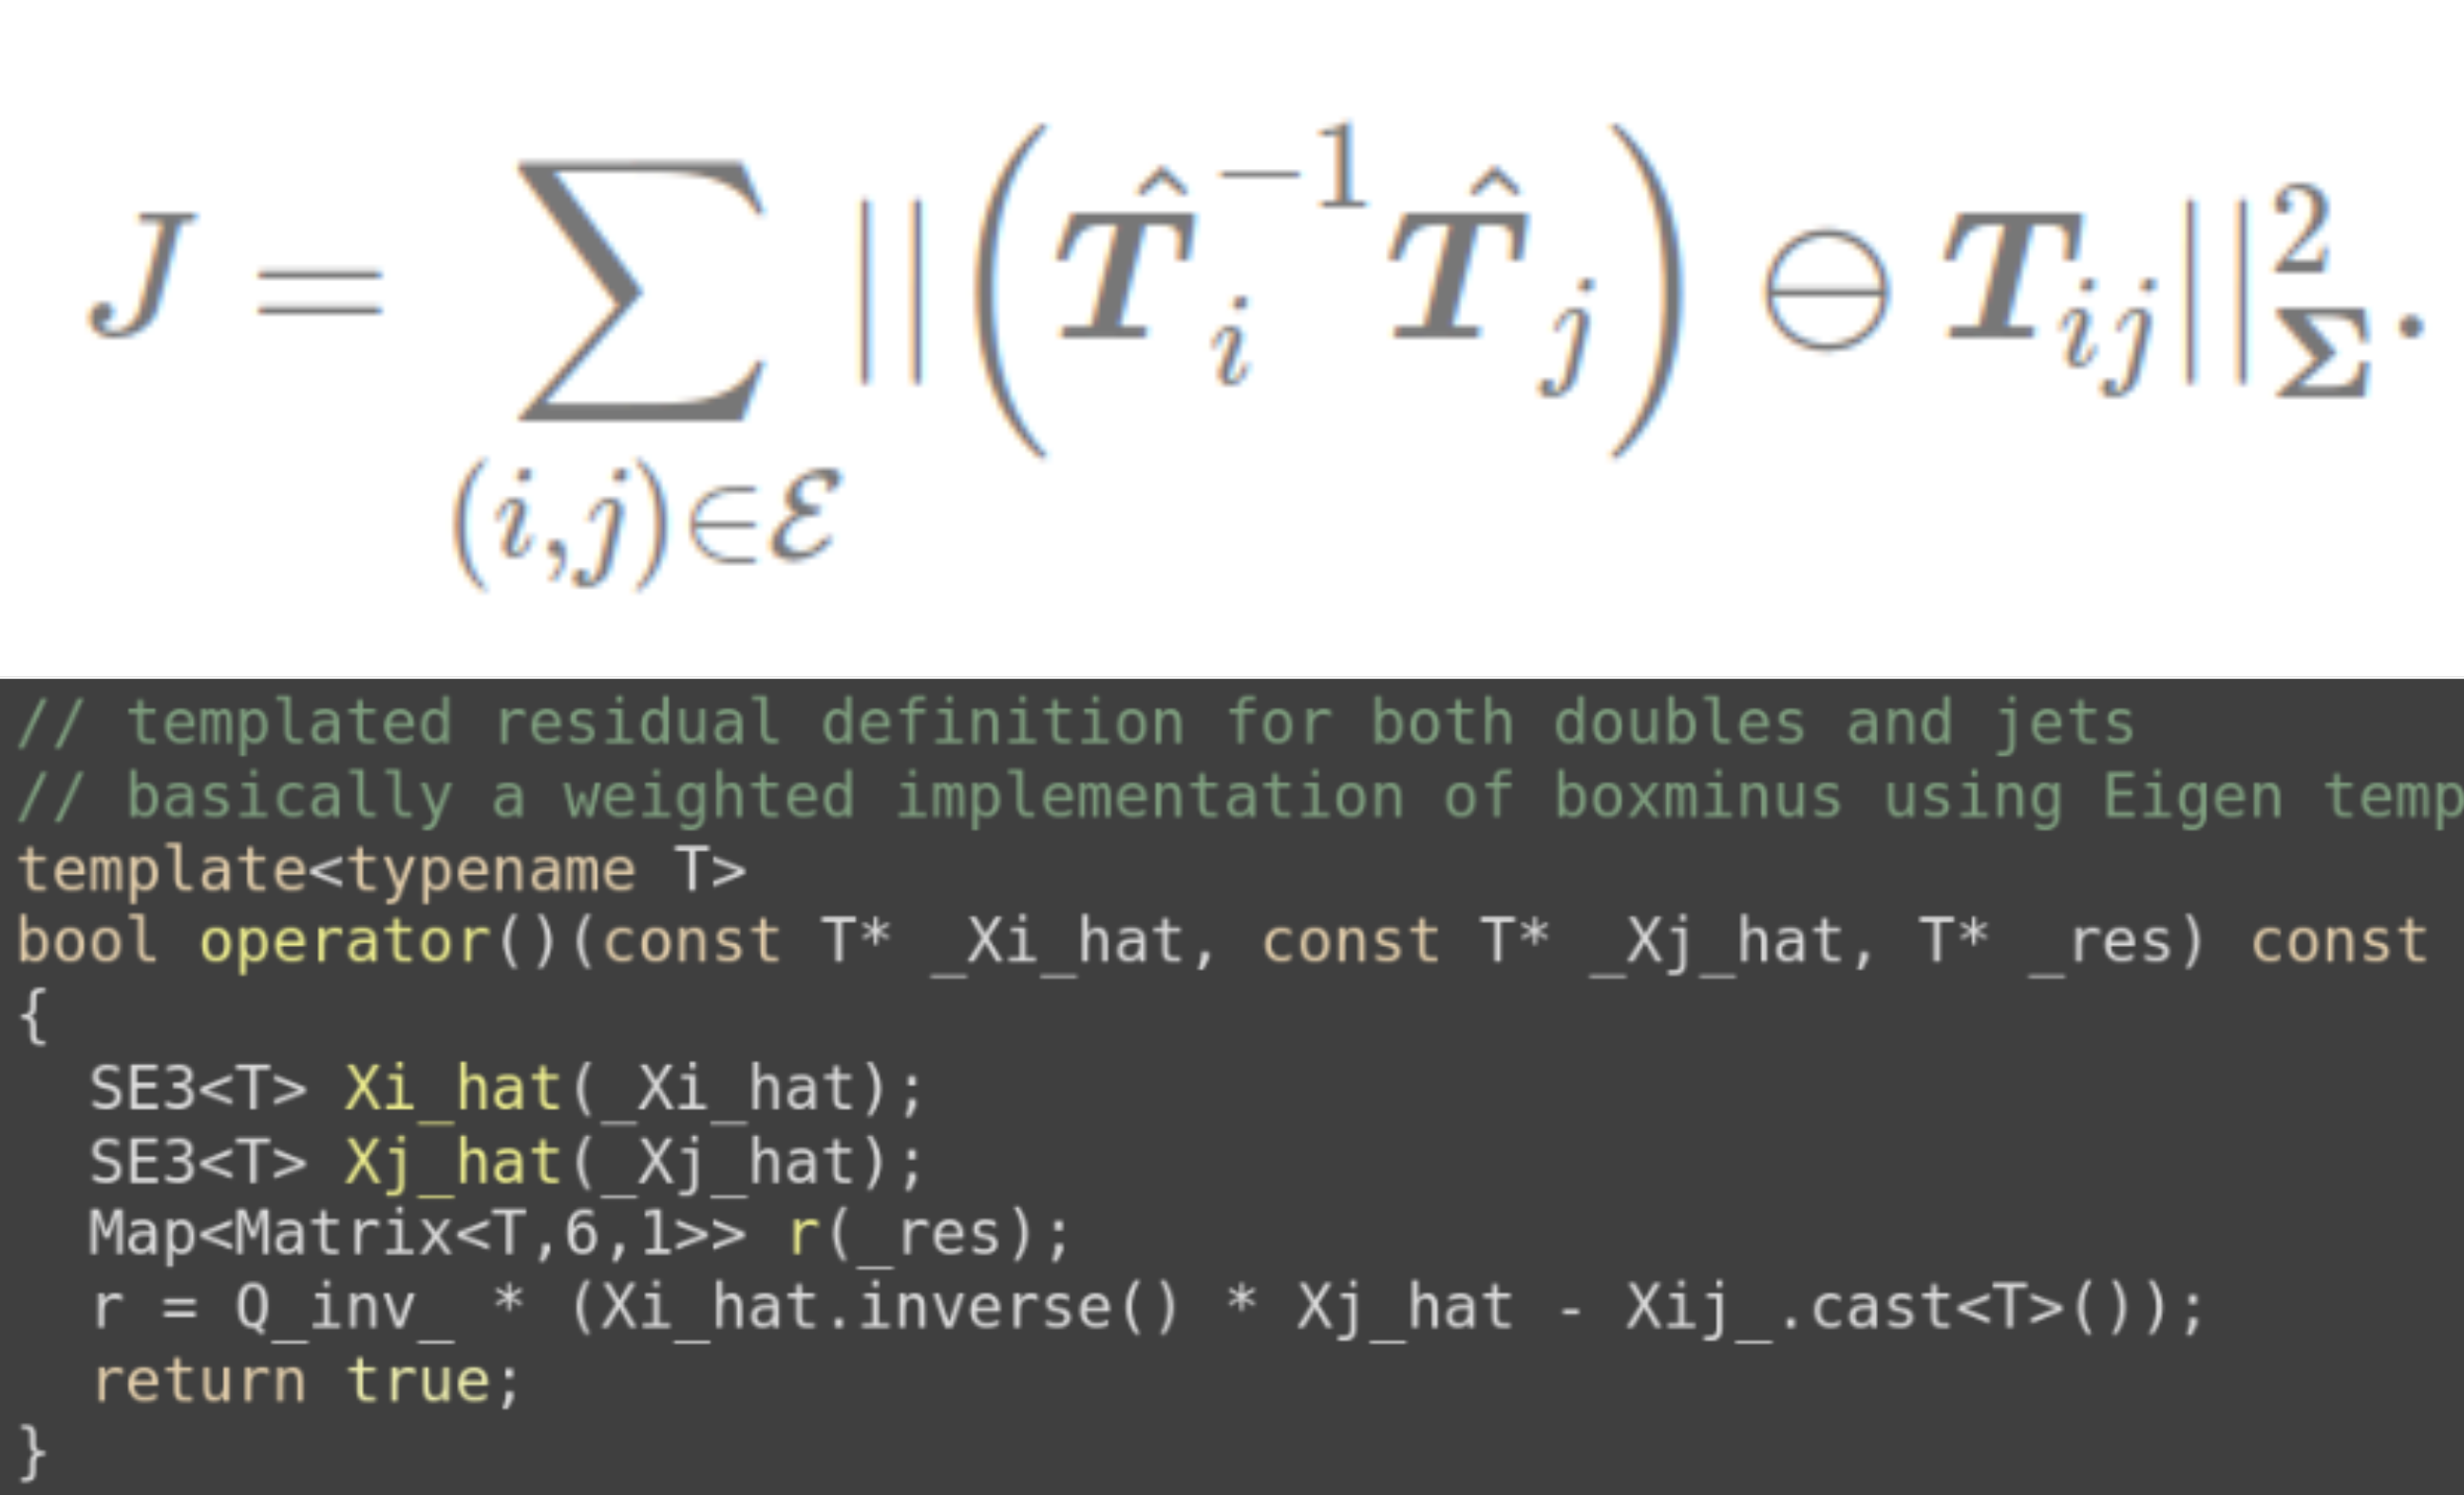 J = \sum_{(i,j)\in\mathcal{E}} ||\left(\hat{\boldsymbol{T}}_i^{-1}\hat{\boldsymbol{T}}_j\right) \ominus \boldsymbol{T}_{ij}||^2_{\boldsymbol{\Sigma}}.
// templated residual definition for both doubles and jets
// basically a weighted implementation of boxminus using Eigen temp
template<typename T>
bool operator()(const T* _Xi_hat, const T* _Xj_hat, T* _res) const
{
SE3<T> Xi_hat(_Xi_hat);
SE3<T> Xj_hat(_Xj_hat);
Map<Matrix<T,6,1>> r(_res);
r = Q_inv_ * (Xi_hat.inverse() * Xj_hat - Xij_.cast<T>());
return true;
}